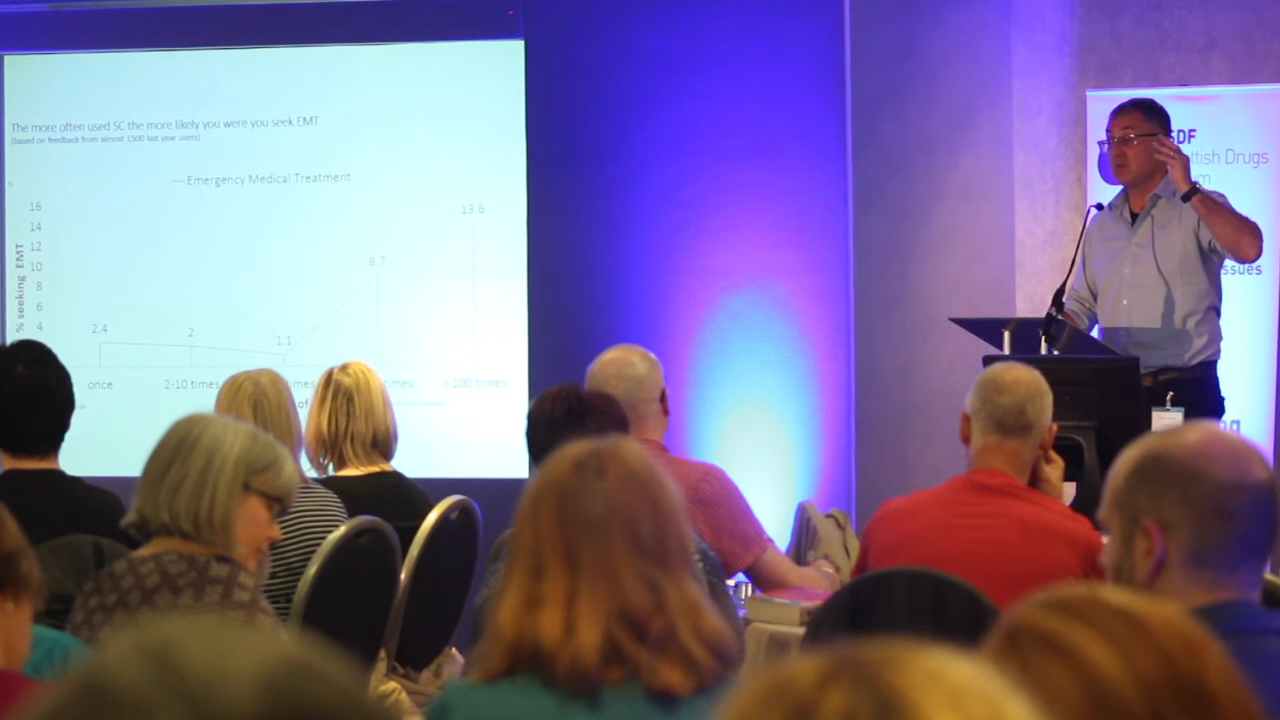 The more often used SC the more likely you were you seek EMT
(based on feedback from almost 1500 last year users)
Emergency Medical Treatment
%
16
14
12
10
8
6
4
% seeking EMT
2.4
2
1.1
8.7
13.6
once
2-10 times
times
times
> 100 times
of
SDF
ttish Drugs
m
ssues